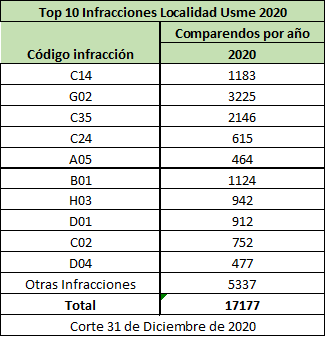 Top 10 Infracciones Localidad Usme 2020
Código infracción Comparendos por año
2020
C14 1183
G02 3225
C35 2146
C24 615
A05 464
B01 1124
H03 942
D01 912
C02 752
D04 477
Otras Infracciones 5337
Total 17177
Corte 31 de Diciembre de 2020